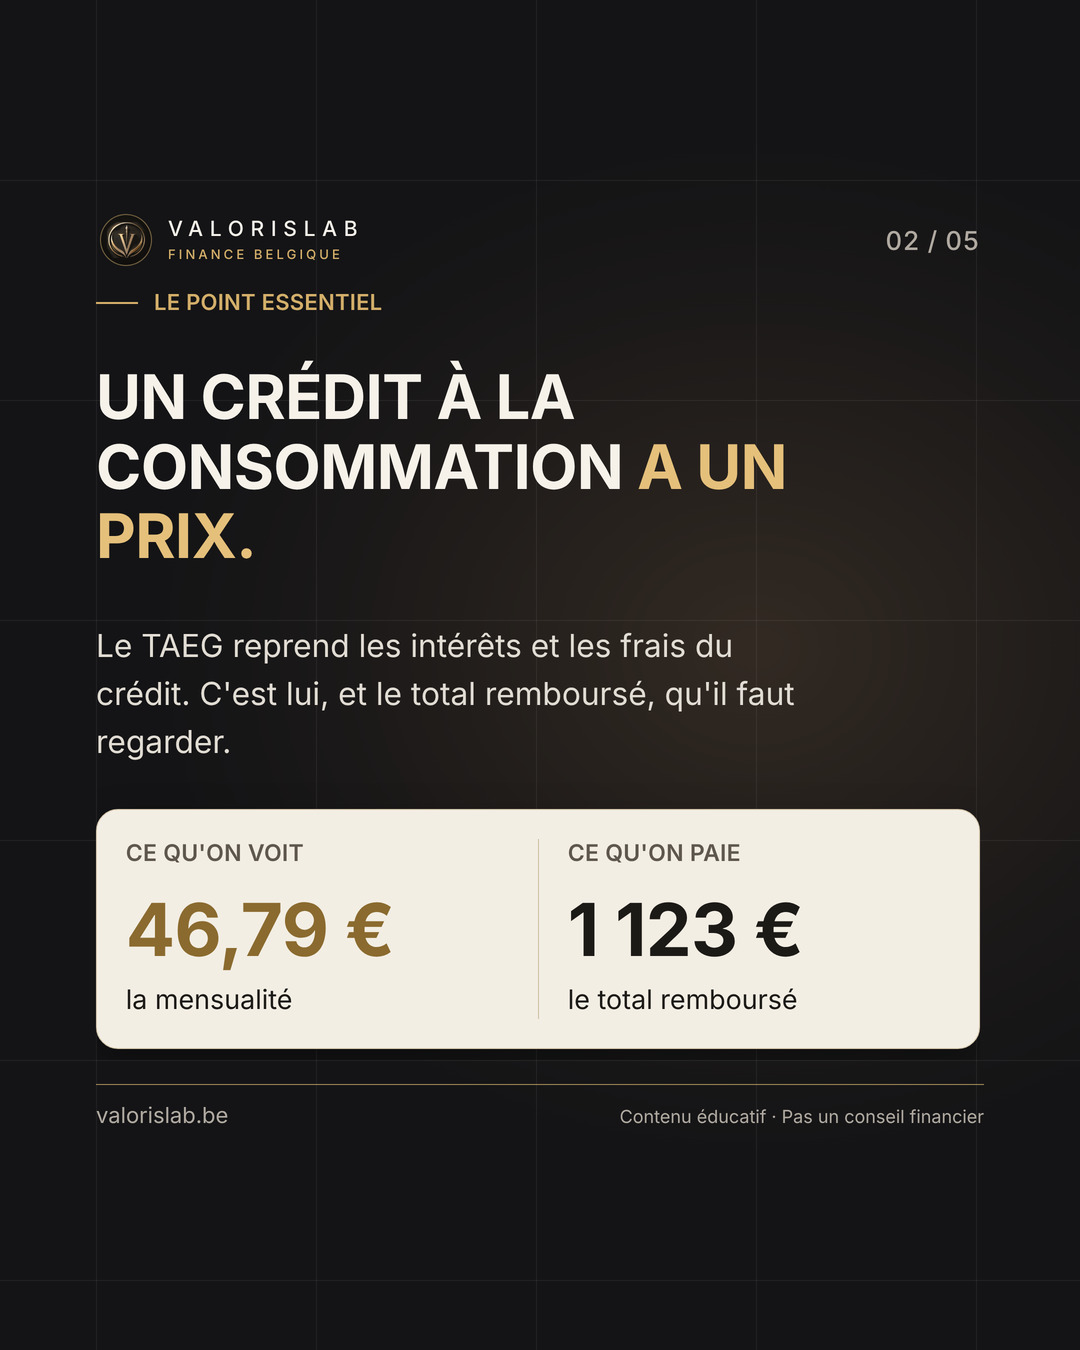 VALORISLAB
FINANCE BELGIQUE
02 / 05
LE POINT ESSENTIEL
UN CRÉDIT À LA
CONSOMMATION A UN
PRIX.
Le TAEG reprend les intérêts et les frais du
crédit. C'est lui, et le total remboursé, qu'il faut
regarder.
CE QU'ON VOIT
46,79 €
la mensualité
CE QU'ON PAIE
1 123 €
le total remboursé
valorislab.be
Contenu éducatif · Pas un conseil financier